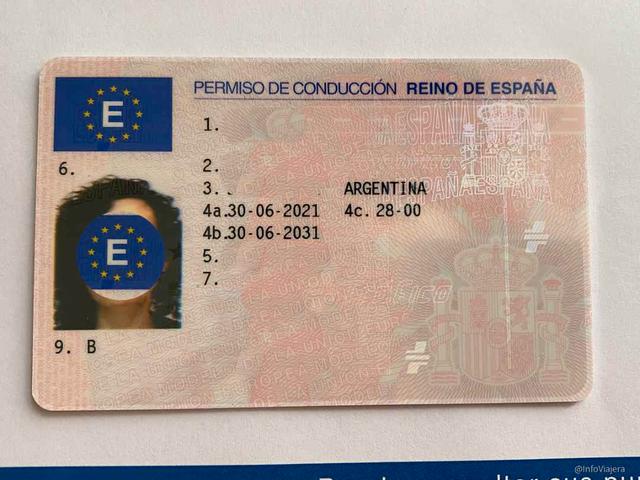 E
PERMISO DE CONDUCCIÓN REINO DE ESPAÑA
1.
2.
3. ARGENTINA
4a.30-06-2021 4c. 28-00
4b.30-06-2031
5.
7.
6.
E
9. B
@InfoViajera